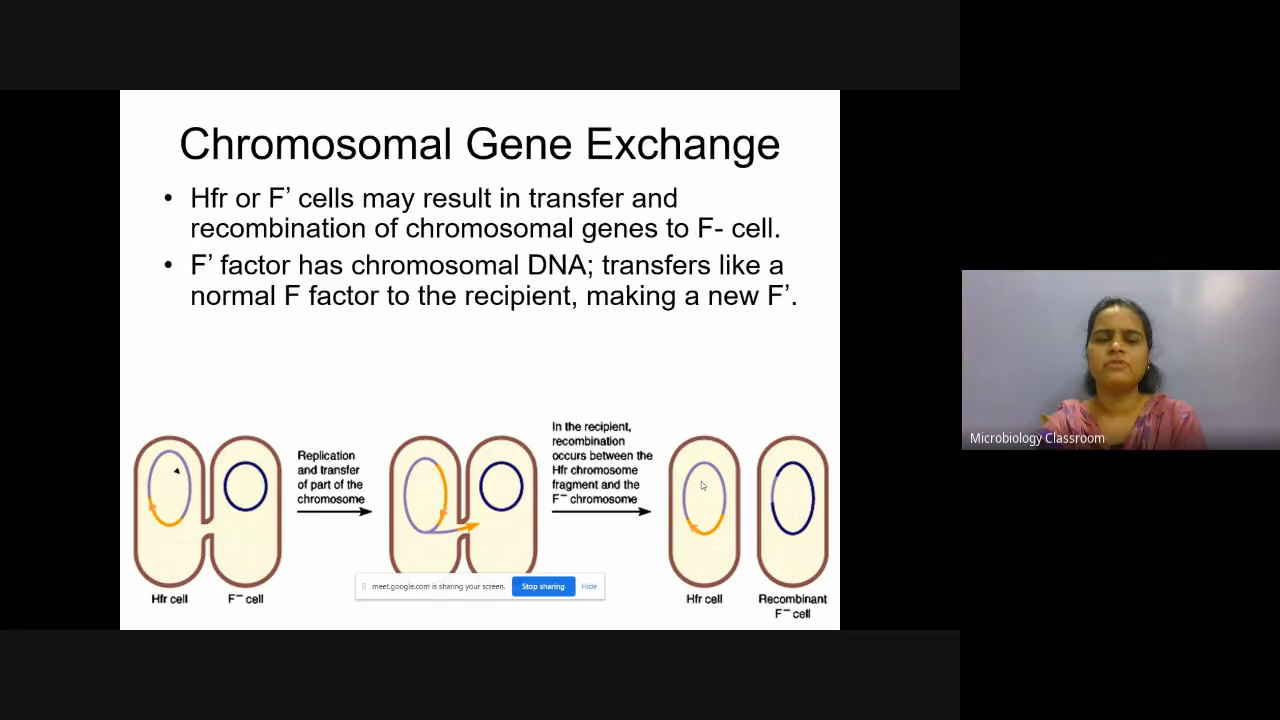 Chromosomal Gene Exchange
• Hfr or F’ cells may result in transfer and
recombination of chromosomal genes to F- cell.
• F’ factor has chromosomal DNA; transfers like a
normal F factor to the recipient, making a new F’.
Replication
and transfer
of part of the
chromosome
In the recipient,
recombination
occurs between the
Hfr chromosome
fragment and the
F⁻ chromosome
Hfr cell
F⁻ cell
Hfr cell
Recombinant
F⁻ cell
meet.google.com is sharing your screen.
Stop sharing
Hide
Microbiology Classroom